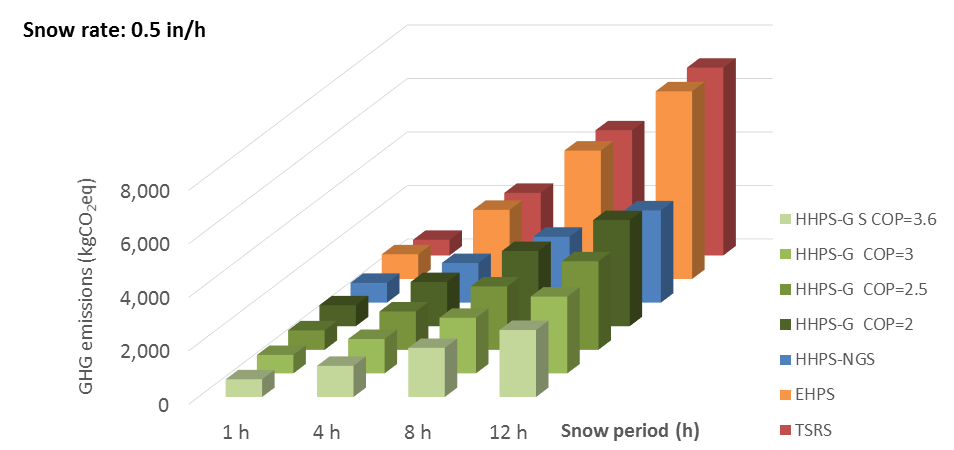 Snow rate: 0.5 in/h
GHG emissions (kgCO₂eq)
8,000
6,000
4,000
2,000
0
1 h 4 h 8 h 12 h Snow period (h)
HHPS-G S COP=3.6
HHPS-G COP=3
HHPS-G COP=2.5
HHPS-G COP=2
HHPS-NGS
EHPS
TSRS